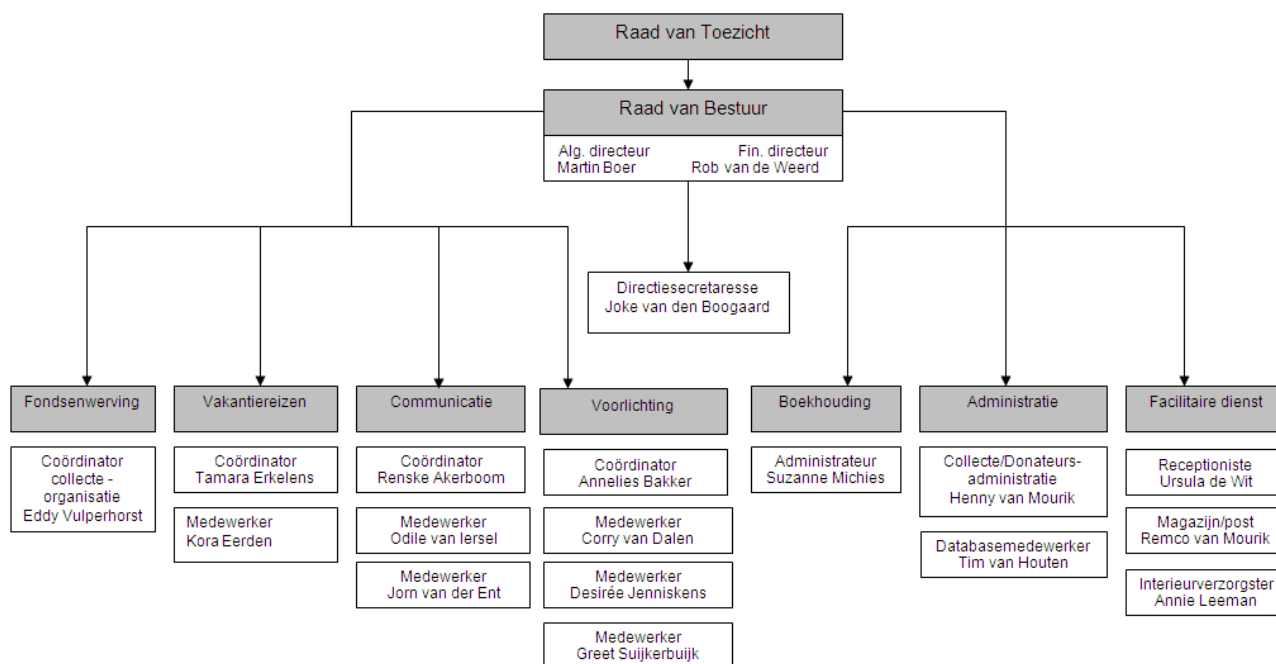 Raad van Toezicht
Raad van Bestuur
Alg. directeur Fin. directeur
Martin Boer Rob van de Weerd
Directiesecretaresse
Joke van den Boogaard
Fondsenwerving
Coördinator
collecte -
organisatie
Eddy Vulperhorst
Vakantiereizen
Coördinator
Tamara Erkelens
Medewerker
Kora Eerden
Communicatie
Coördinator
Renske Akerboom
Medewerker
Odile van Iersel
Medewerker
Jorn van der Ent
Voorlichting
Coördinator
Annelies Bakker
Medewerker
Corry van Dalen
Medewerker
Desirée Jenniskens
Medewerker
Greet Suijkerbuijk
Boekhouding
Administrateur
Suzanne Michies
Administratie
Collecte/Donateurs-
administratie
Henny van Mourik
Databasemedewerker
Tim van Houten
Facilitaire dienst
Receptioniste
Ursula de Wit
Magazijn/post
Remco van Mourik
Interieurverzorgster
Annie Leeman